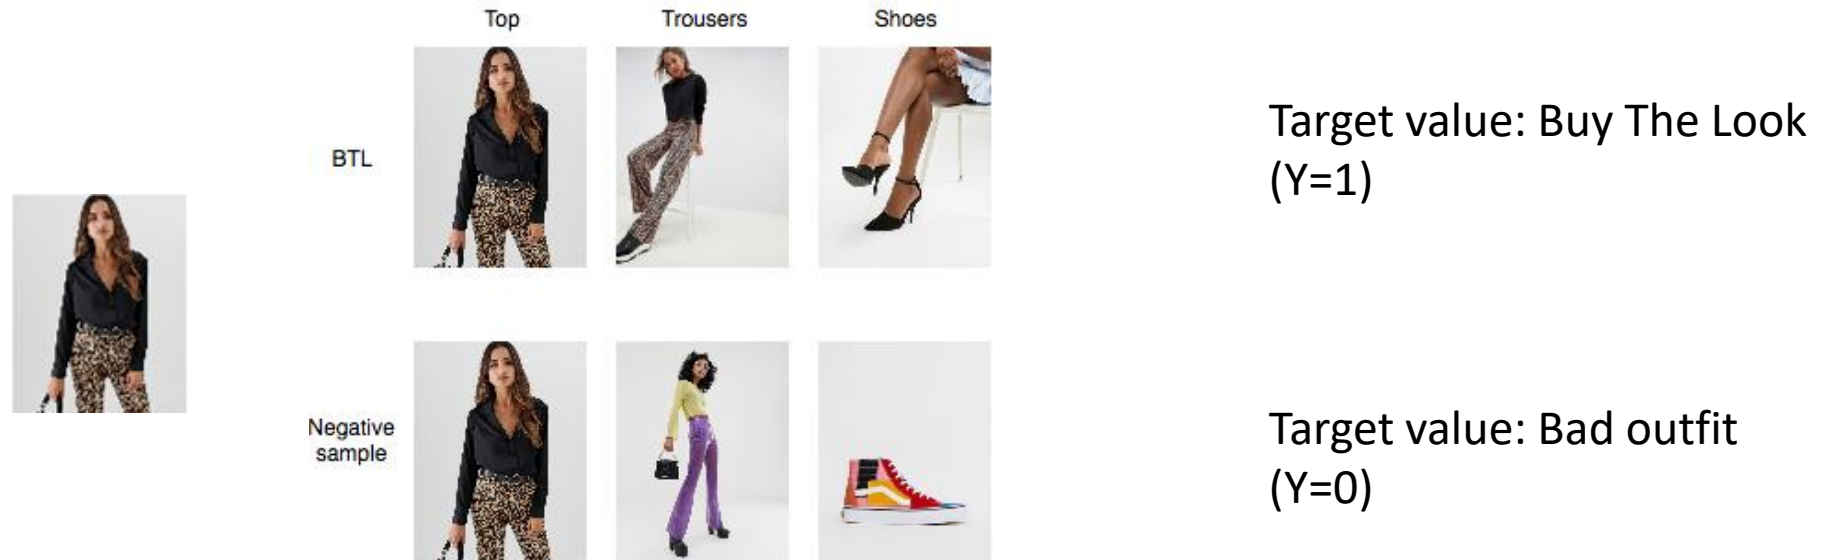 Top Trousers Shoes
BTL
Target value: Buy The Look
(Y=1)
Negative
sample
Target value: Bad outfit
(Y=0)